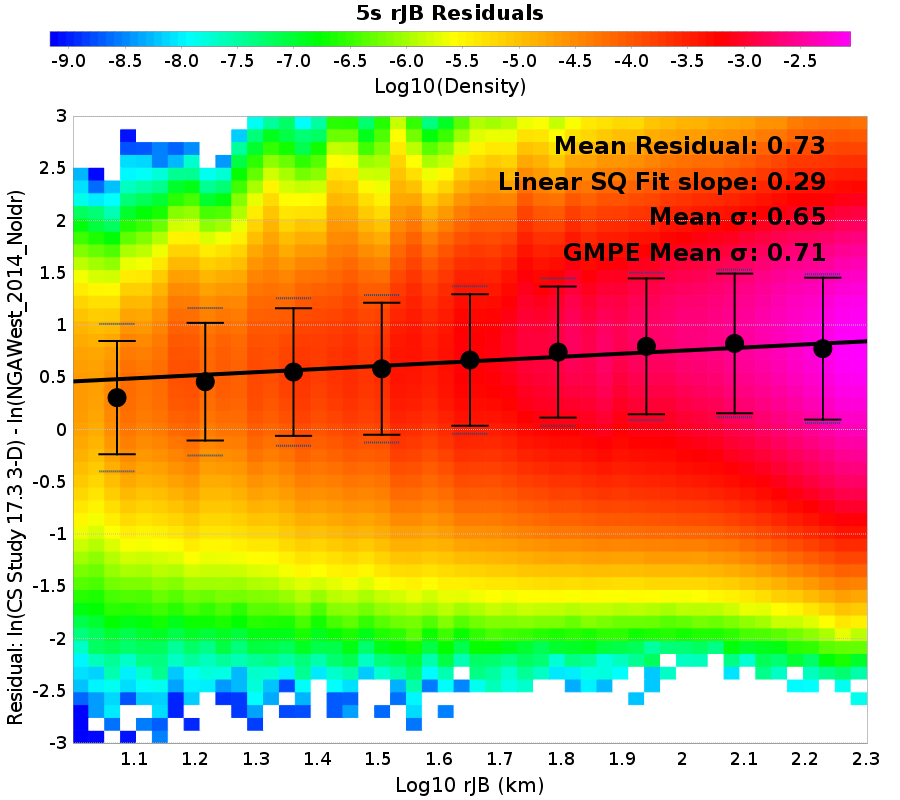 5s rJB Residuals
-9.0 -8.5 -8.0 -7.5 -7.0 -6.5 -6.0 -5.5 -5.0 -4.5 -4.0 -3.5 -3.0 -2.5
Log10(Density)
Mean Residual: 0.73
Linear SQ Fit slope: 0.29
Mean σ: 0.65
GMPE Mean σ: 0.71
Residual: ln(CS Study 17.3 3-D) - ln(NGAWest_2014_NoIdr)
3
2.5
2
1.5
1
0.5
0
-0.5
-1
-1.5
-2
-2.5
-3
1.1 1.2 1.3 1.4 1.5 1.6 1.7 1.8 1.9 2 2.1 2.2 2.3
Log10 rJB (km)